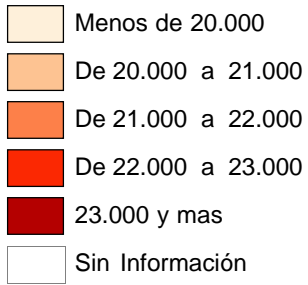 Menos de 20.000
De 20.000 a 21.000
De 21.000 a 22.000
De 22.000 a 23.000
23.000 y mas
Sin Información